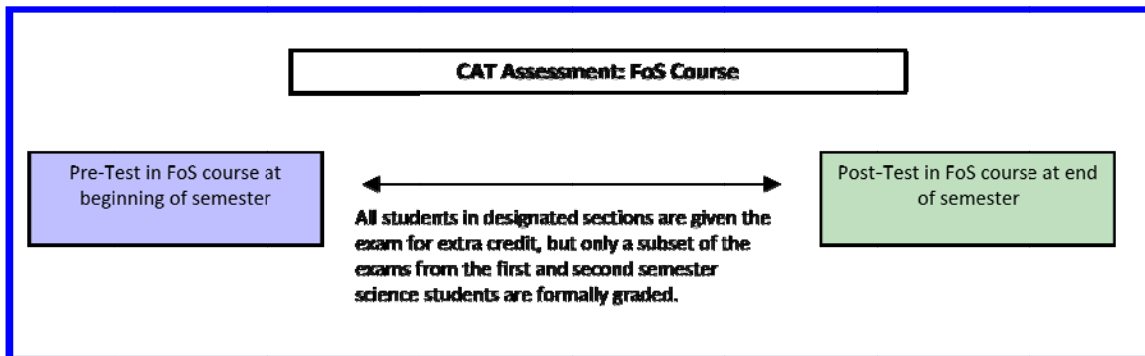 CAT Assessment: FoS Course
Pre-Test in FoS course at
beginning of semester
Post-Test in FoS course at end
of semester
All students in designated sections are given the
exam for extra credit, but only a subset of the
exams from the first and second semester
science students are formally graded.